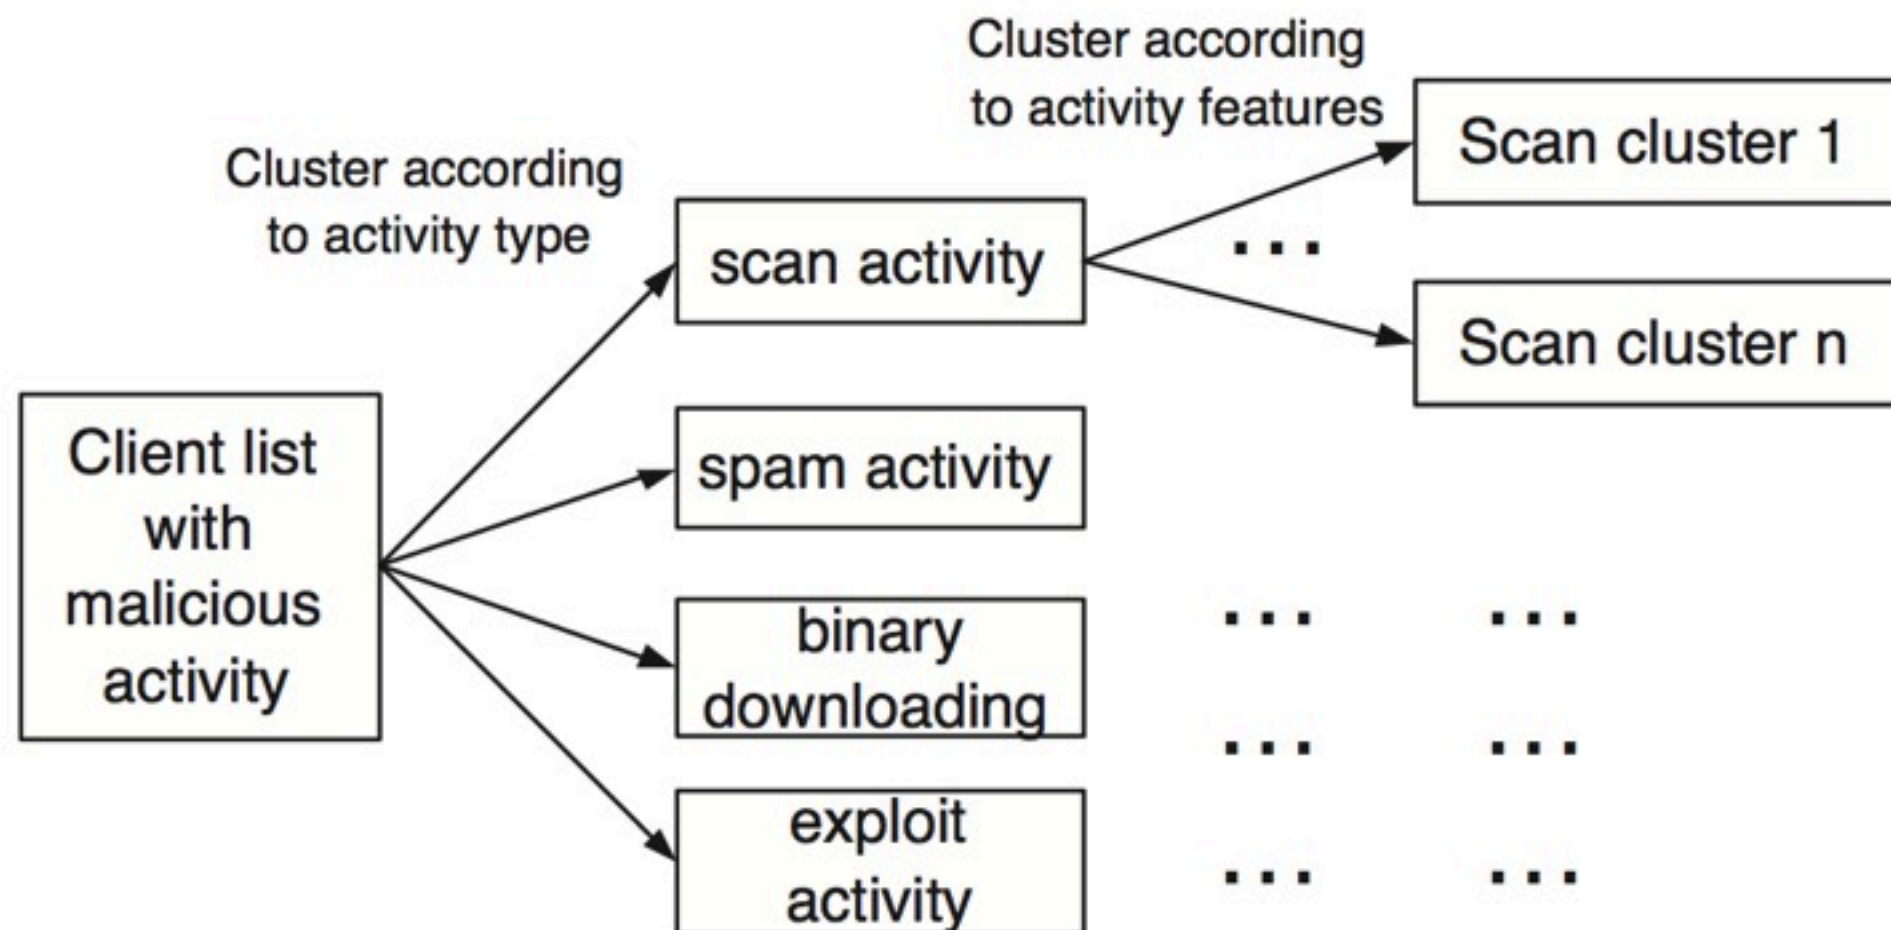 Cluster according
to activity features
Scan cluster 1
Cluster according
to activity type
scan activity
...
Scan cluster n
Client list
with
malicious
activity
spam activity
binary
downloading
... ...
... ...
exploit
activity
... ...